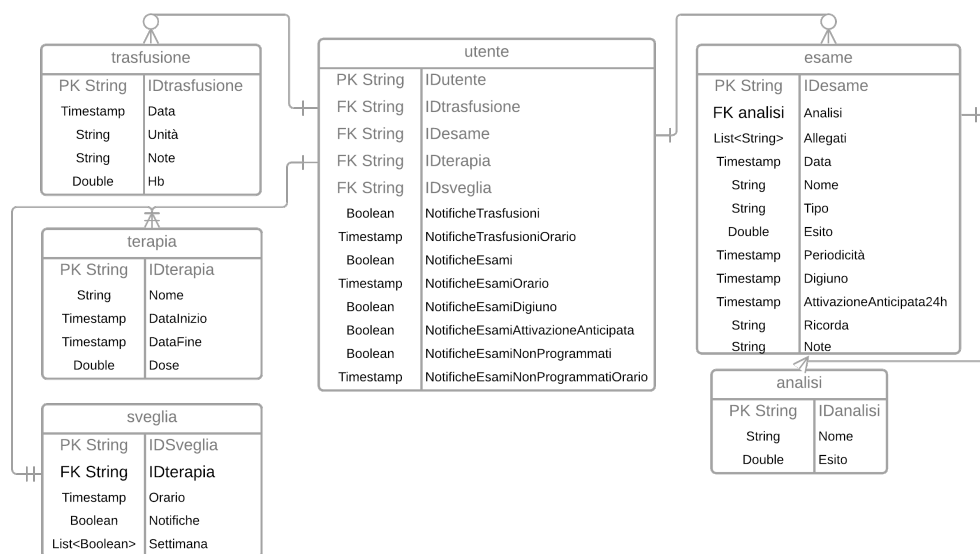 trasfusione
PK String IDtrasfusione
Timestamp Data
String Unità
String Note
Double Hb
terapia
PK String IDterapia
String Nome
Timestamp DataInizio
Timestamp DataFine
Double Dose
sveglia
PK String IDSveglia
FK String IDterapia
Timestamp Orario
Boolean Notifiche
List<Boolean> Settimana
utente
PK String IDutente
FK String IDtrasfusione
FK String IDesame
FK String IDterapia
FK String IDsveglia
Boolean NotificheTrasfusioni
Timestamp NotificheTrasfusioniOrario
Boolean NotificheEsami
Timestamp NotificheEsamiOrario
Boolean NotificheEsamiDigiuno
Boolean NotificheEsamiAttivazioneAnticipata
Boolean NotificheEsamiNonProgrammati
Timestamp NotificheEsamiNonProgrammatiOrario
esame
PK String IDesame
FK analisi Analisi
List<String> Allegati
Timestamp Data
String Nome
String Tipo
Double Esito
Timestamp Periodicità
Timestamp Digiuno
Timestamp AttivazioneAnticipata24h
String Ricorda
String Note
analisi
PK String IDanalisi
String Nome
Double Esito